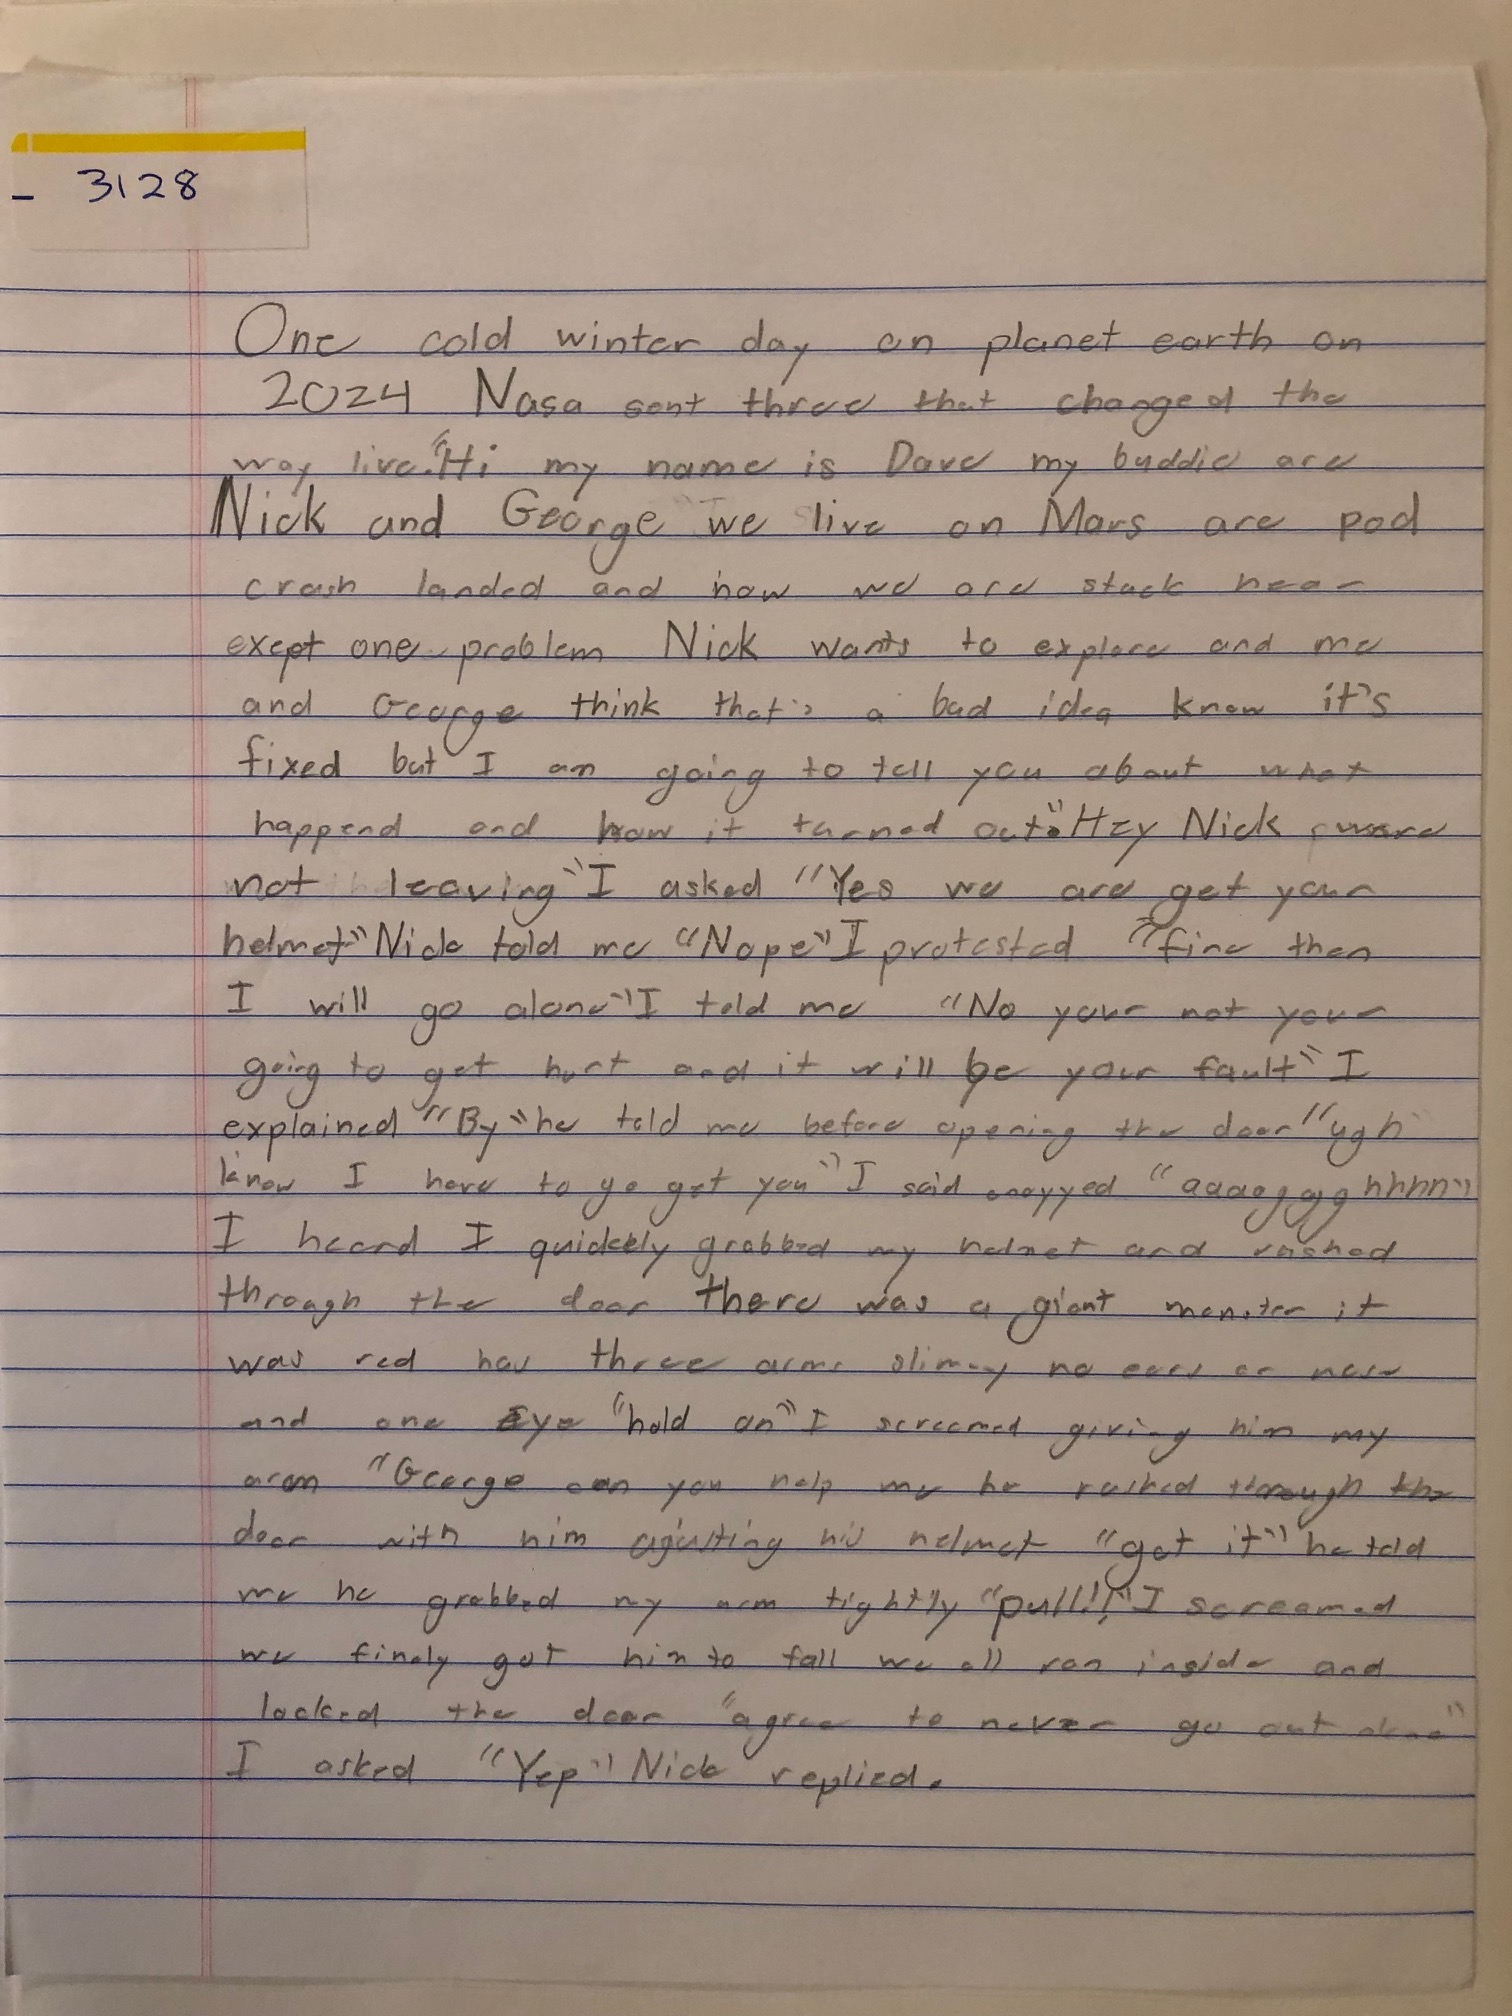 - 3128
One cold winter day on planet earth on
2024 Nasa sent three that changed the
way live. "Hi my name is Dave my buddie are
Nick and George we live on Mars are pod
crash landed and now we are stuck hear
exept one problem Nick wants to explore and me
and George think that's a bad idea know it's
fixed but I am going to tell you about what
happend and how it turned out." Hey Nick
not leaving" I asked "Yes we are get your
helmet" Nick told me "Nope" I protested "fine then
I will go alone" I told me "No your not your
going to get hurt and it will be your fault" I
explained "By" he told me before opening the door "ugh
know I have to go get you" I said anoyyed "aaaagggghhhh"
I heard I quickely grabbed my helmet and rushed
through the door there was a giant monster it
was red has three arms slimey no ears or nose
and one Eye "hold on" I screamed giving him my
arm "George can you help me he rushed through the
door with him ajusting his helmet "got it" he told
me he grabbed my arm tightly "pull!!" I screamed
we finely got him to fall we all ran inside and
locked the door "agree to never go out alone"
I asked "Yep" Nick replied.